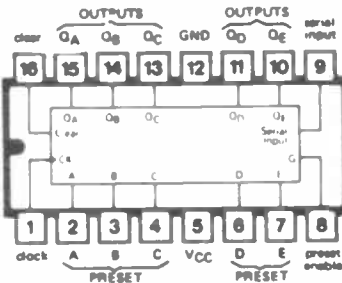 OUTPUTS OUTPUTS
clear QA QB QC GND QD QE serial input
16 15 14 13 12 11 10 9
QA QB QC QD QE
Clear Serial Input
CK G
A B C D E
1 2 3 4 5 6 7 8
clock A B C VCC D E preset enable
PRESET PRESET